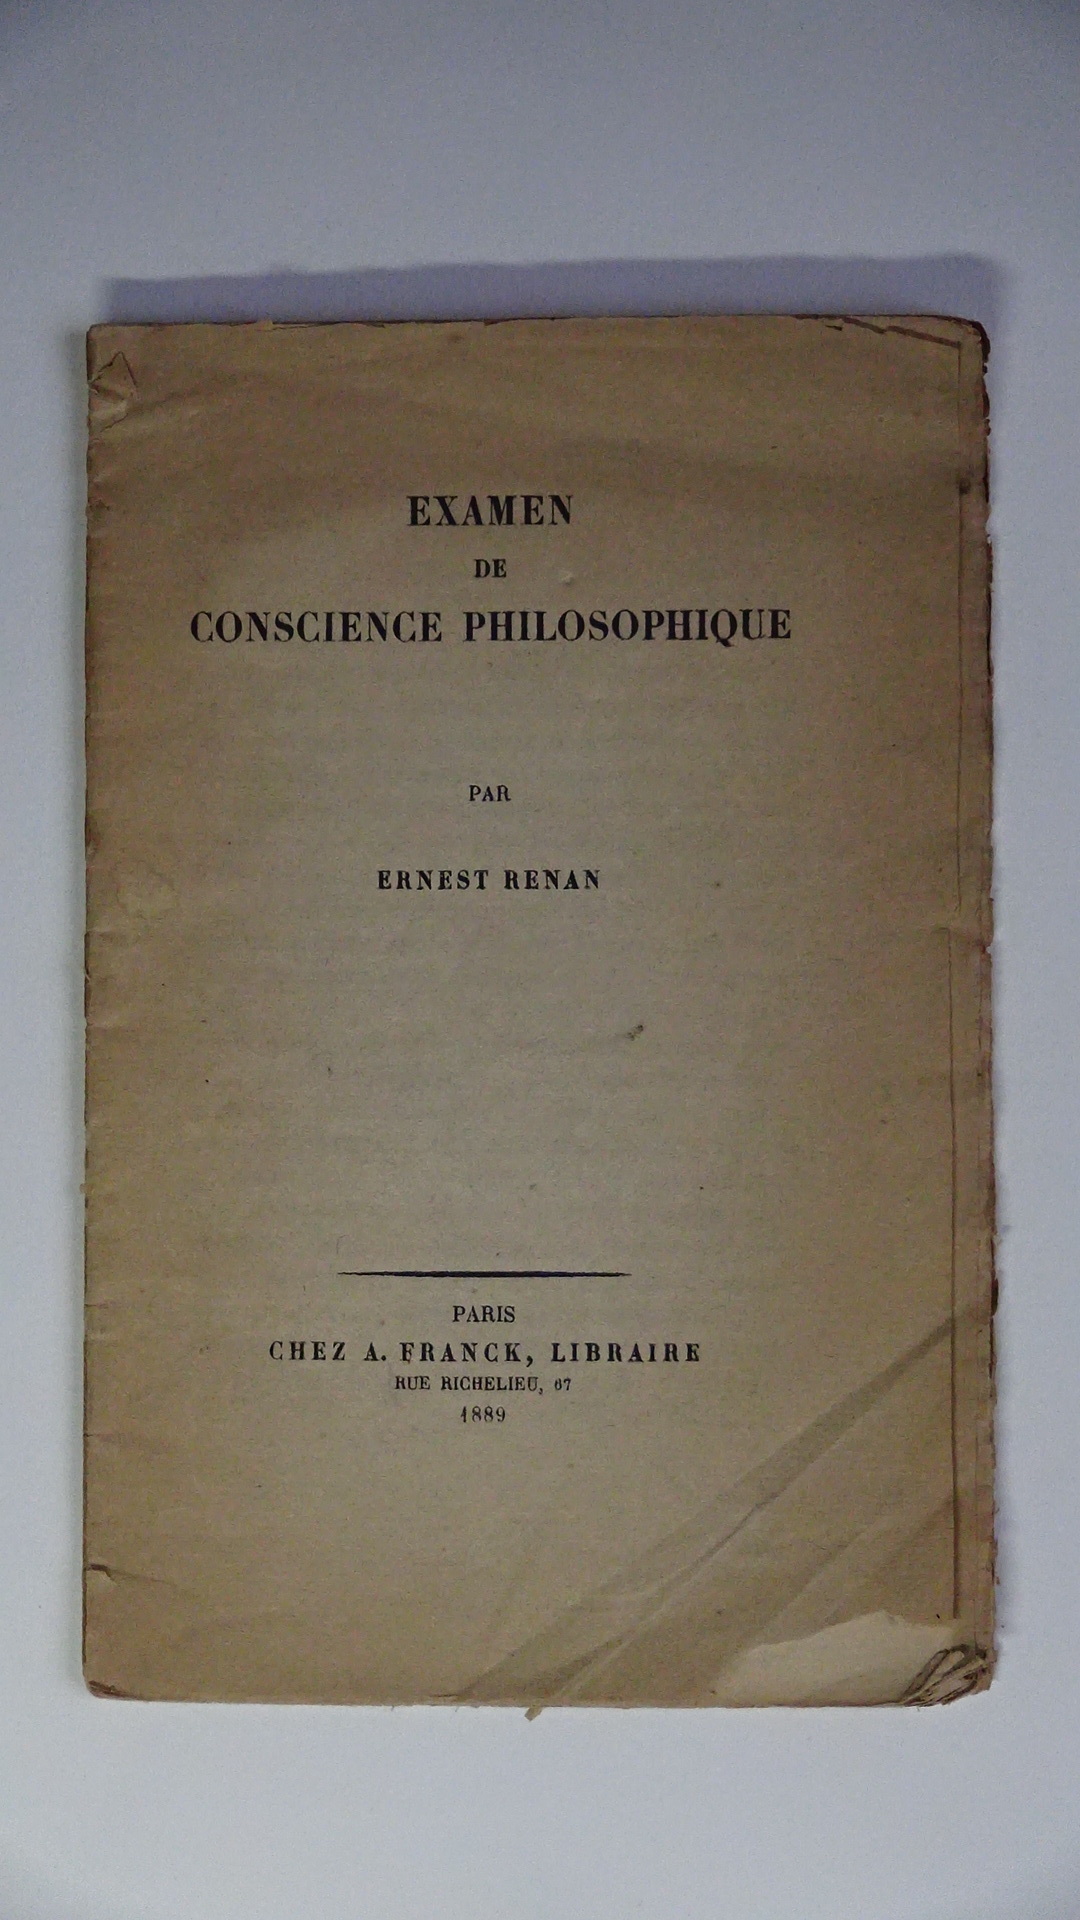 EXAMEN
DE
CONSCIENCE PHILOSOPHIQUE
PAR
ERNEST RENAN
PARIS
CHEZ A. FRANCK, LIBRAIRE
RUE RICHELIEU, 67
1889